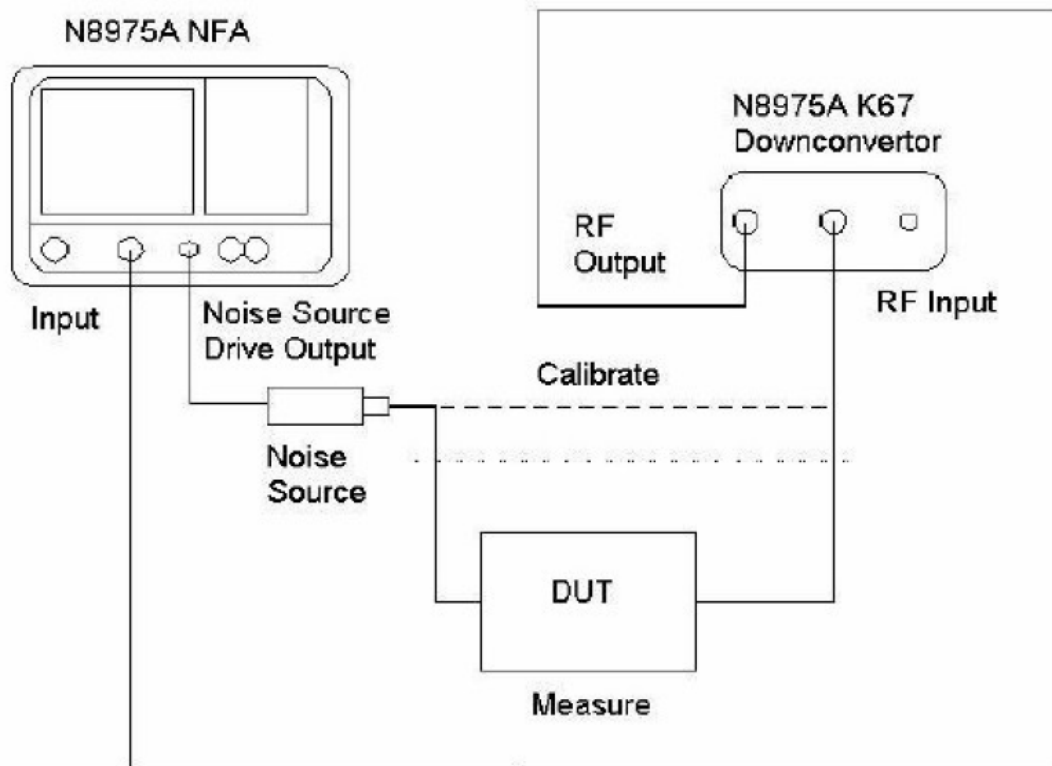 N8975A NFA
N8975A K67
Downconvertor
RF
Output
RF Input
Input
Noise Source
Drive Output
Calibrate
Noise
Source
DUT
Measure